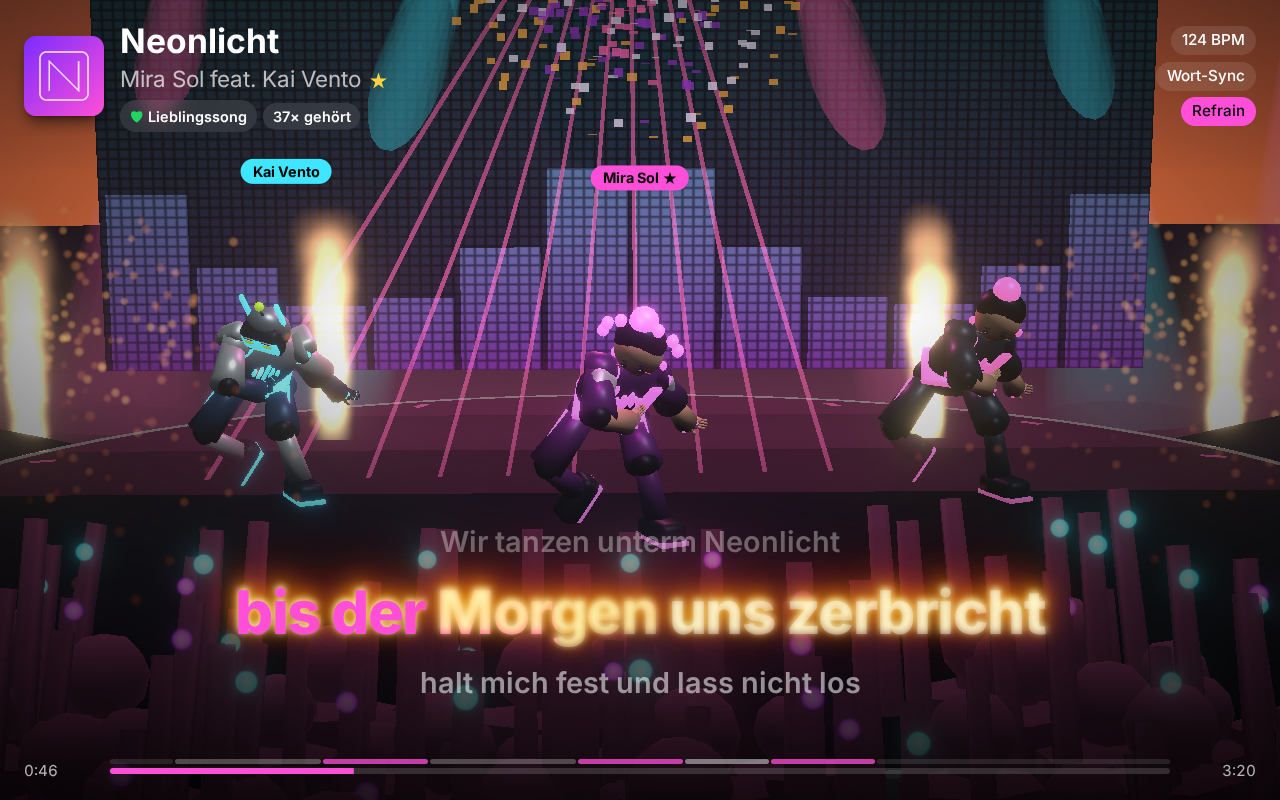 Neonlicht
Mira Sol feat. Kai Vento ★
Lieblingssong
37× gehört
124 BPM
Wort-Sync
Refrain
Kai Vento
Mira Sol ★
Wir tanzen unterm Neonlicht
bis der Morgen uns zerbricht
halt mich fest und lass nicht los
0:46
3:20